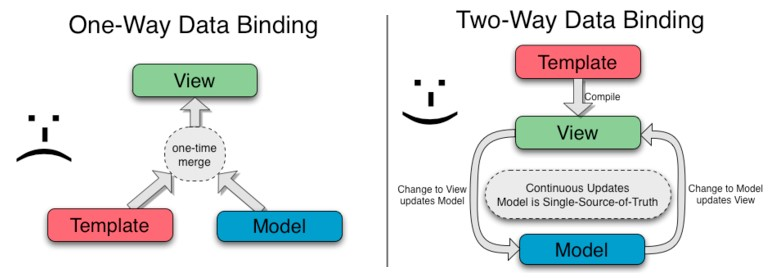 One-Way Data Binding
View
one-time
merge
Template
Model
Two-Way Data Binding
Template
Compile
View
Change to View
updates Model
Continuous Updates
Model is Single-Source-of-Truth
Change to Model
updates View
Model